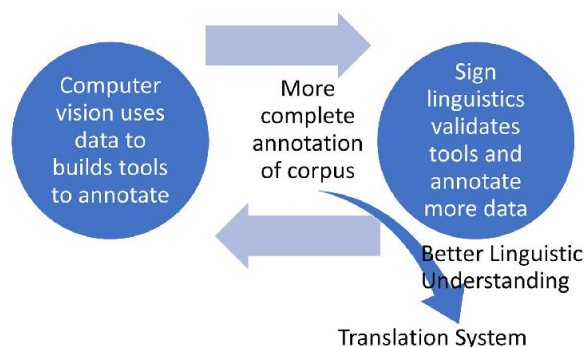 Computer
vision uses
data to
builds tools
to annotate
More
complete
annotation
of corpus
Sign
linguistics
validates
tools and
annotate
more data
Better Linguistic
Understanding
Translation System